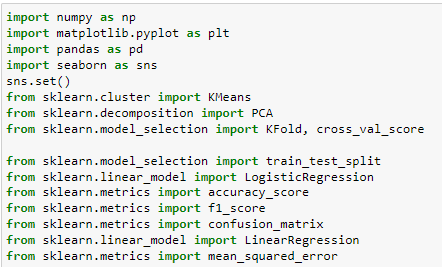 import numpy as np
import matplotlib.pyplot as plt
import pandas as pd
import seaborn as sns
sns.set()
from sklearn.cluster import KMeans
from sklearn.decomposition import PCA
from sklearn.model_selection import KFold, cross_val_score
from sklearn.model_selection import train_test_split
from sklearn.linear_model import LogisticRegression
from sklearn.metrics import accuracy_score
from sklearn.metrics import f1_score
from sklearn.metrics import confusion_matrix
from sklearn.linear_model import LinearRegression
from sklearn.metrics import mean_squared_error